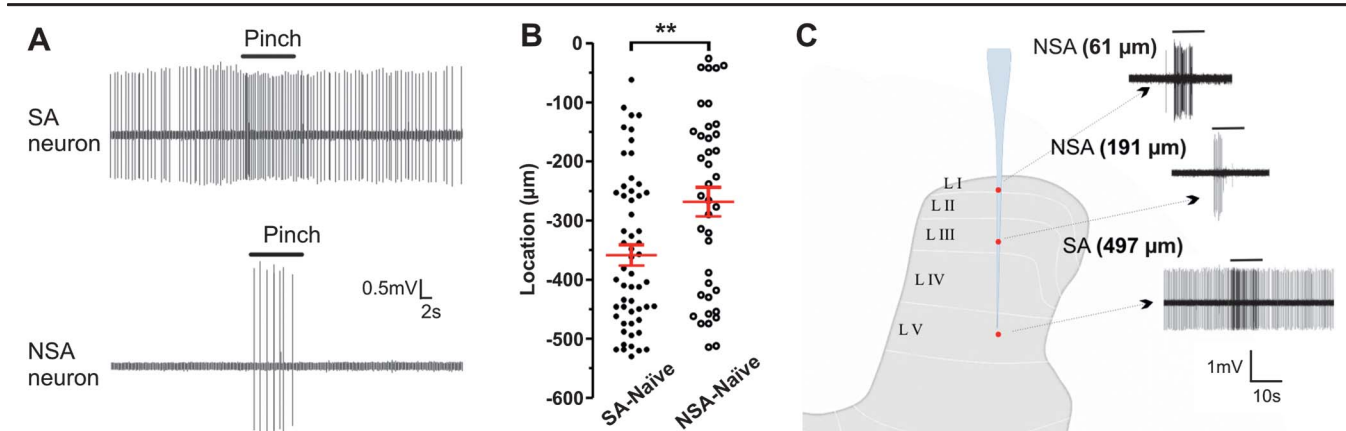 A
Pinch
SA
neuron
Pinch
0.5mV
2s
NSA
neuron
B
**
0
-100
-200
-300
-400
-500
-600
Location (µm)
SA-Naïve
NSA-Naïve
C
NSA (61 µm)
NSA (191 µm)
SA (497 µm)
L I
L II
L III
L IV
L V
1mV
10s